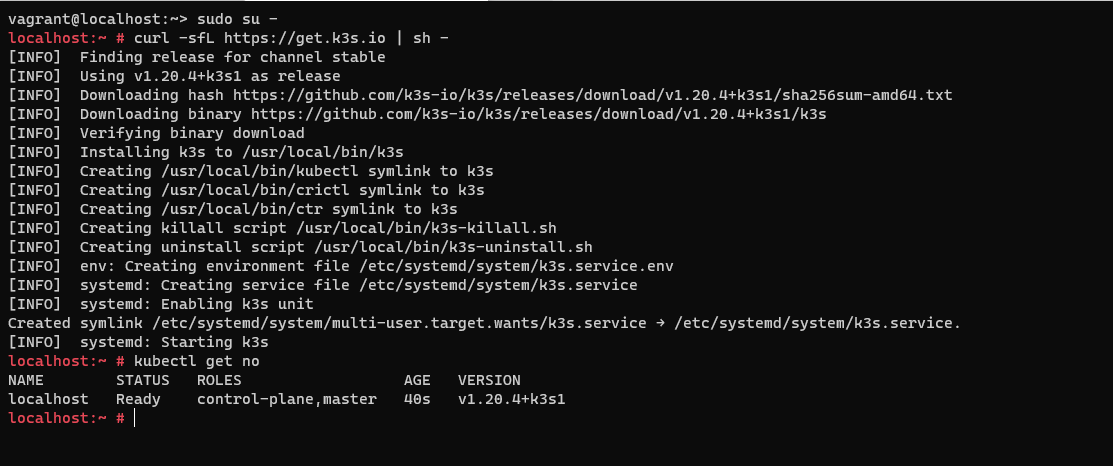 vagrant@localhost:~> sudo su -
localhost:~ # curl -sfL https://get.k3s.io | sh -
[INFO]  Finding release for channel stable
[INFO]  Using v1.20.4+k3s1 as release
[INFO]  Downloading hash https://github.com/k3s-io/k3s/releases/download/v1.20.4+k3s1/sha256sum-amd64.txt
[INFO]  Downloading binary https://github.com/k3s-io/k3s/releases/download/v1.20.4+k3s1/k3s
[INFO]  Verifying binary download
[INFO]  Installing k3s to /usr/local/bin/k3s
[INFO]  Creating /usr/local/bin/kubectl symlink to k3s
[INFO]  Creating /usr/local/bin/crictl symlink to k3s
[INFO]  Creating /usr/local/bin/ctr symlink to k3s
[INFO]  Creating killall script /usr/local/bin/k3s-killall.sh
[INFO]  Creating uninstall script /usr/local/bin/k3s-uninstall.sh
[INFO]  env: Creating environment file /etc/systemd/system/k3s.service.env
[INFO]  systemd: Creating service file /etc/systemd/system/k3s.service
[INFO]  systemd: Enabling k3s unit
Created symlink /etc/systemd/system/multi-user.target.wants/k3s.service → /etc/systemd/system/k3s.service.
[INFO]  systemd: Starting k3s
localhost:~ # kubectl get no
NAME        STATUS   ROLES                  AGE   VERSION
localhost   Ready    control-plane,master   40s   v1.20.4+k3s1
localhost:~ #